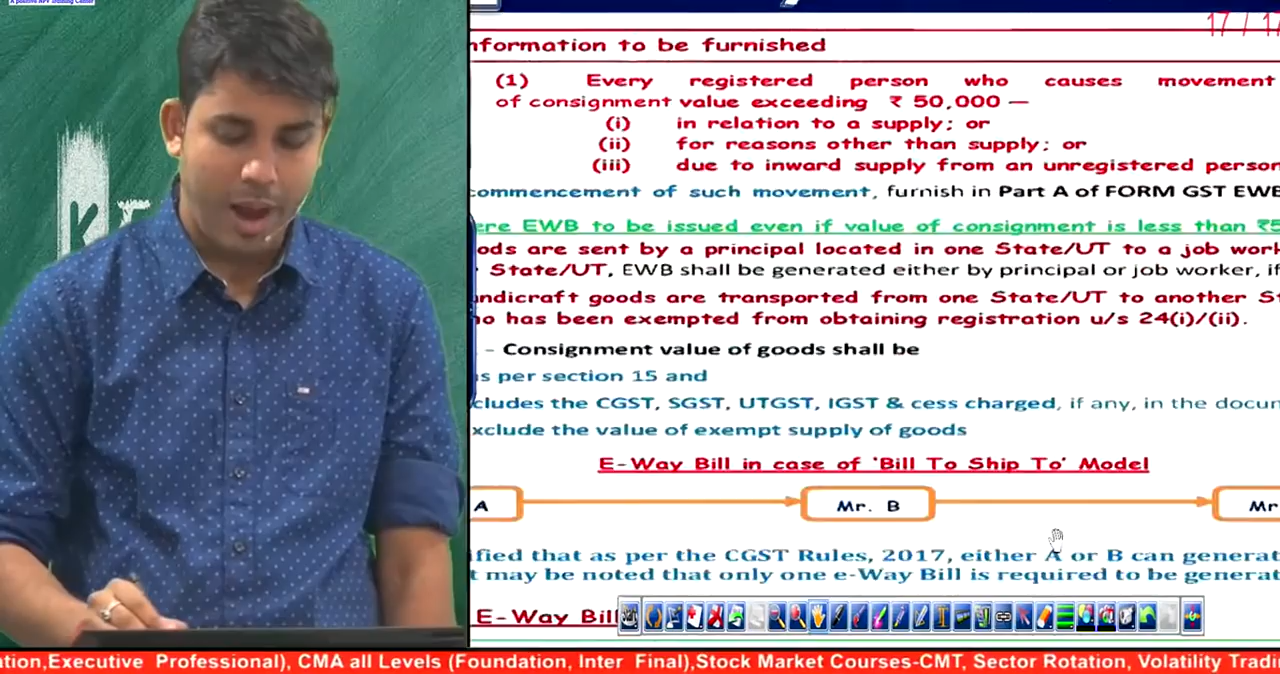 A positive APF Training Center
17 / 17
nformation to be furnished
(1) Every registered person who causes movement
of consignment value exceeding ₹ 50,000 —
(i) in relation to a supply; or
(ii) for reasons other than supply; or
(iii) due to inward supply from an unregistered person
commencement of such movement, furnish in Part A of FORM GST EWB
ere EWB to be issued even if value of consignment is less than ₹5
ods are sent by a principal located in one State/UT to a job work
State/UT, EWB shall be generated either by principal or job worker, if
ndicraft goods are transported from one State/UT to another St
ho has been exempted from obtaining registration u/s 24(i)/(ii).
– Consignment value of goods shall be
as per section 15 and
cludes the CGST, SGST, UTGST, IGST & cess charged, if any, in the docum
xclude the value of exempt supply of goods
E-Way Bill in case of 'Bill To Ship To' Model
A
Mr. B
Mr
ified that as per the CGST Rules, 2017, either A or B can generat
t may be noted that only one e-Way Bill is required to be generat
E-Way Bill
ation,Executive Professional), CMA all Levels (Foundation, Inter Final),Stock Market Courses-CMT, Sector Rotation, Volatility Tradi